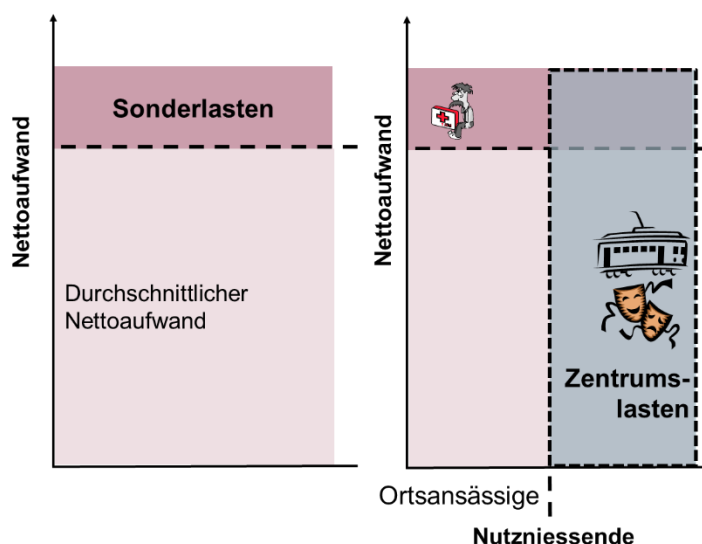 Nettoaufwand
Sonderlasten
Durchschnittlicher
Nettoaufwand
Nettoaufwand
Zentrums-
lasten
Ortsansässige
Nutzniessende